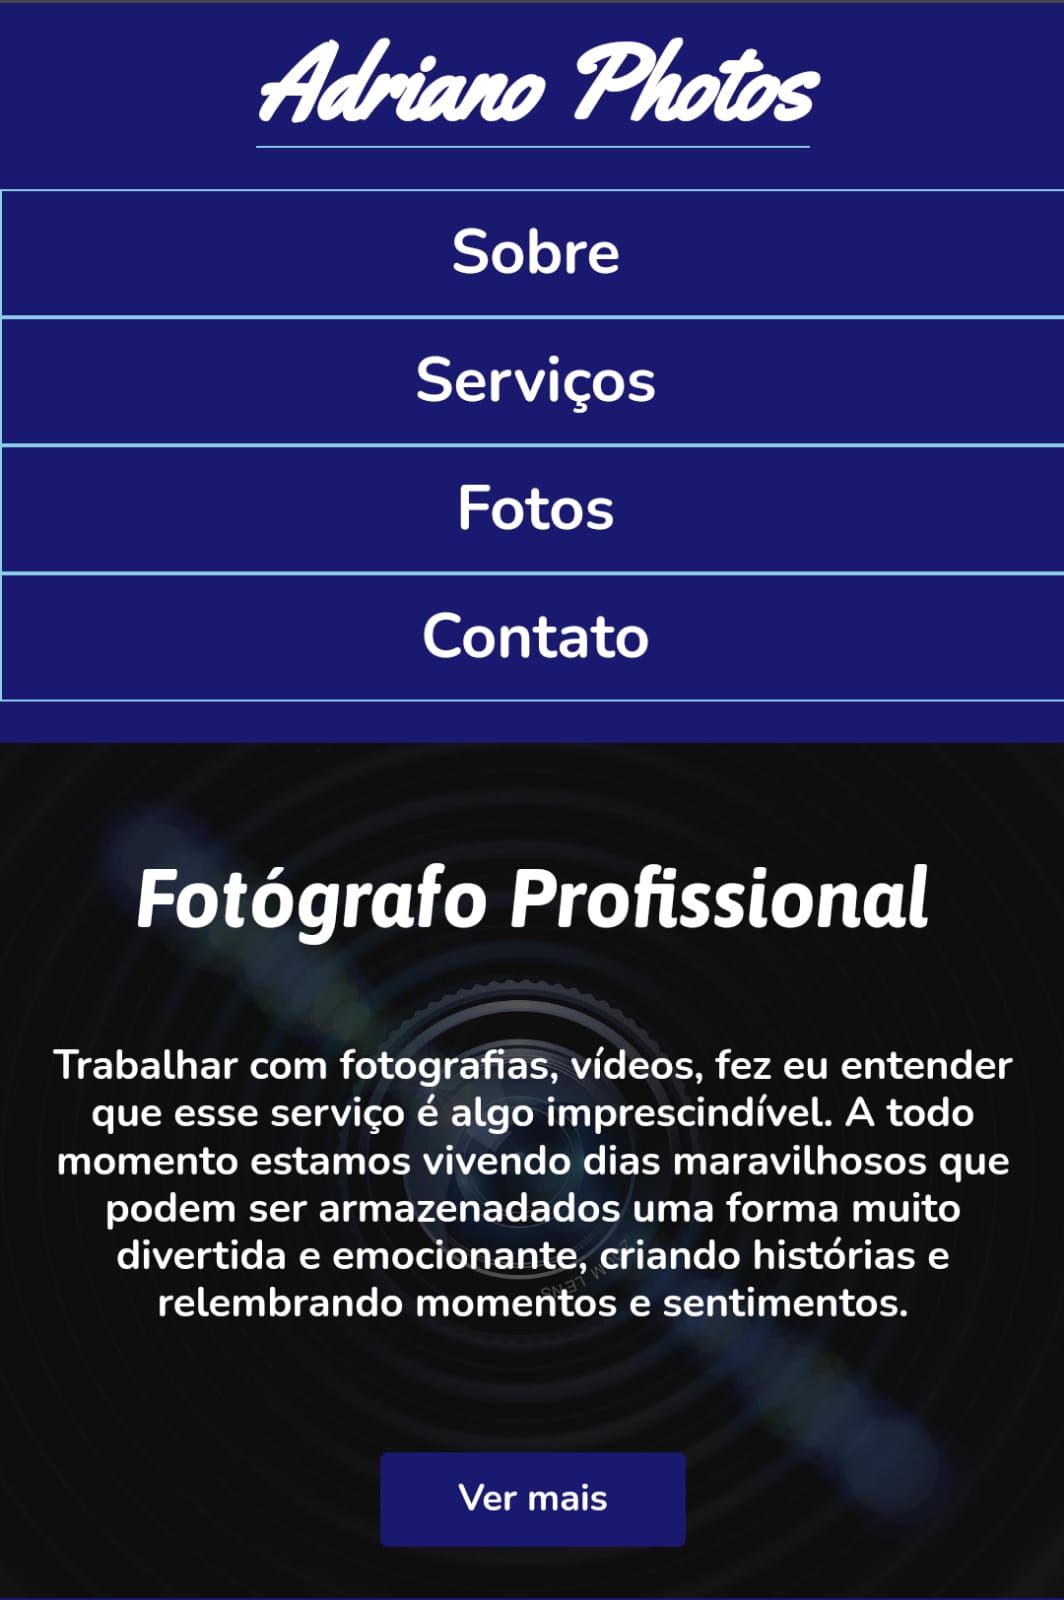 Adriano Photos
Sobre
Serviços
Fotos
Contato
Fotógrafo Profissional
Trabalhar com fotografias, vídeos, fez eu entender
que esse serviço é algo imprescindível. A todo
momento estamos vivendo dias maravilhosos que
podem ser armazenadados uma forma muito
divertida e emocionante, criando histórias e
relembrando momentos e sentimentos.
ZOOM LENS
Ver mais